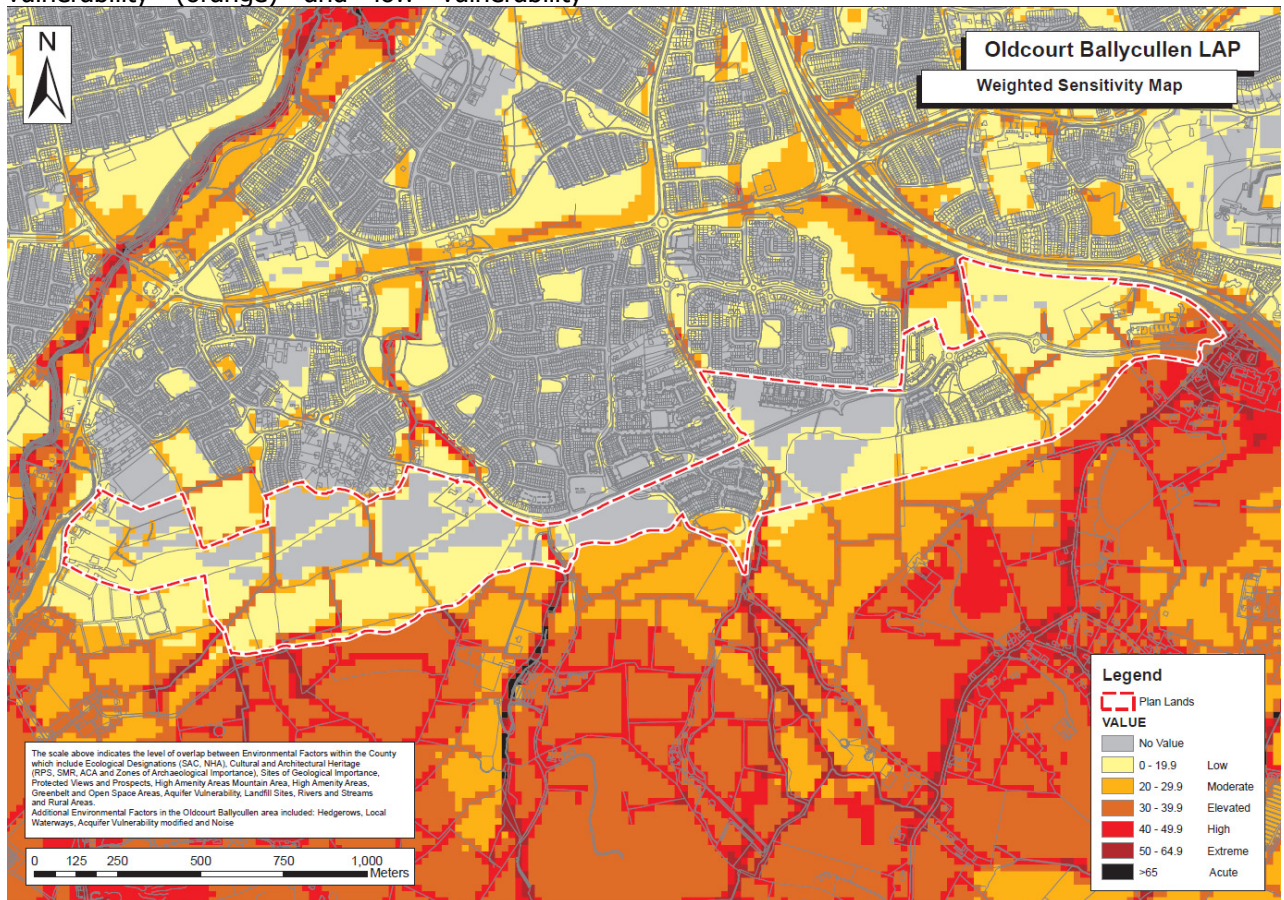 vulnerability (orange) and low vulnerability
N
Oldcourt Ballycullen LAP
Weighted Sensitivity Map
Legend
Plan Lands
VALUE
No Value
0 - 19.9 Low
20 - 29.9 Moderate
30 - 39.9 Elevated
40 - 49.9 High
50 - 64.9 Extreme
>65 Acute
The scale above indicates the level of overlap between Environmental Factors within the County
which include Ecological Designations (SAC, NHA), Cultural and Architectural Heritage
(RPS, SMR, ACA and Zones of Archaeological Importance), Sites of Geological Importance,
Protected Views and Prospects, High Amenity Areas Mountain Area, High Amenity Areas,
Greenbelt and Open Space Areas, Aquifer Vulnerability, Landfill Sites, Rivers and Streams
and Rural Areas.
Additional Environmental Factors in the Oldcourt Ballycullen area included: Hedgerows, Local
Waterways, Acquifer Vulnerability modified and Noise
0 125 250 500 750 1,000
Meters